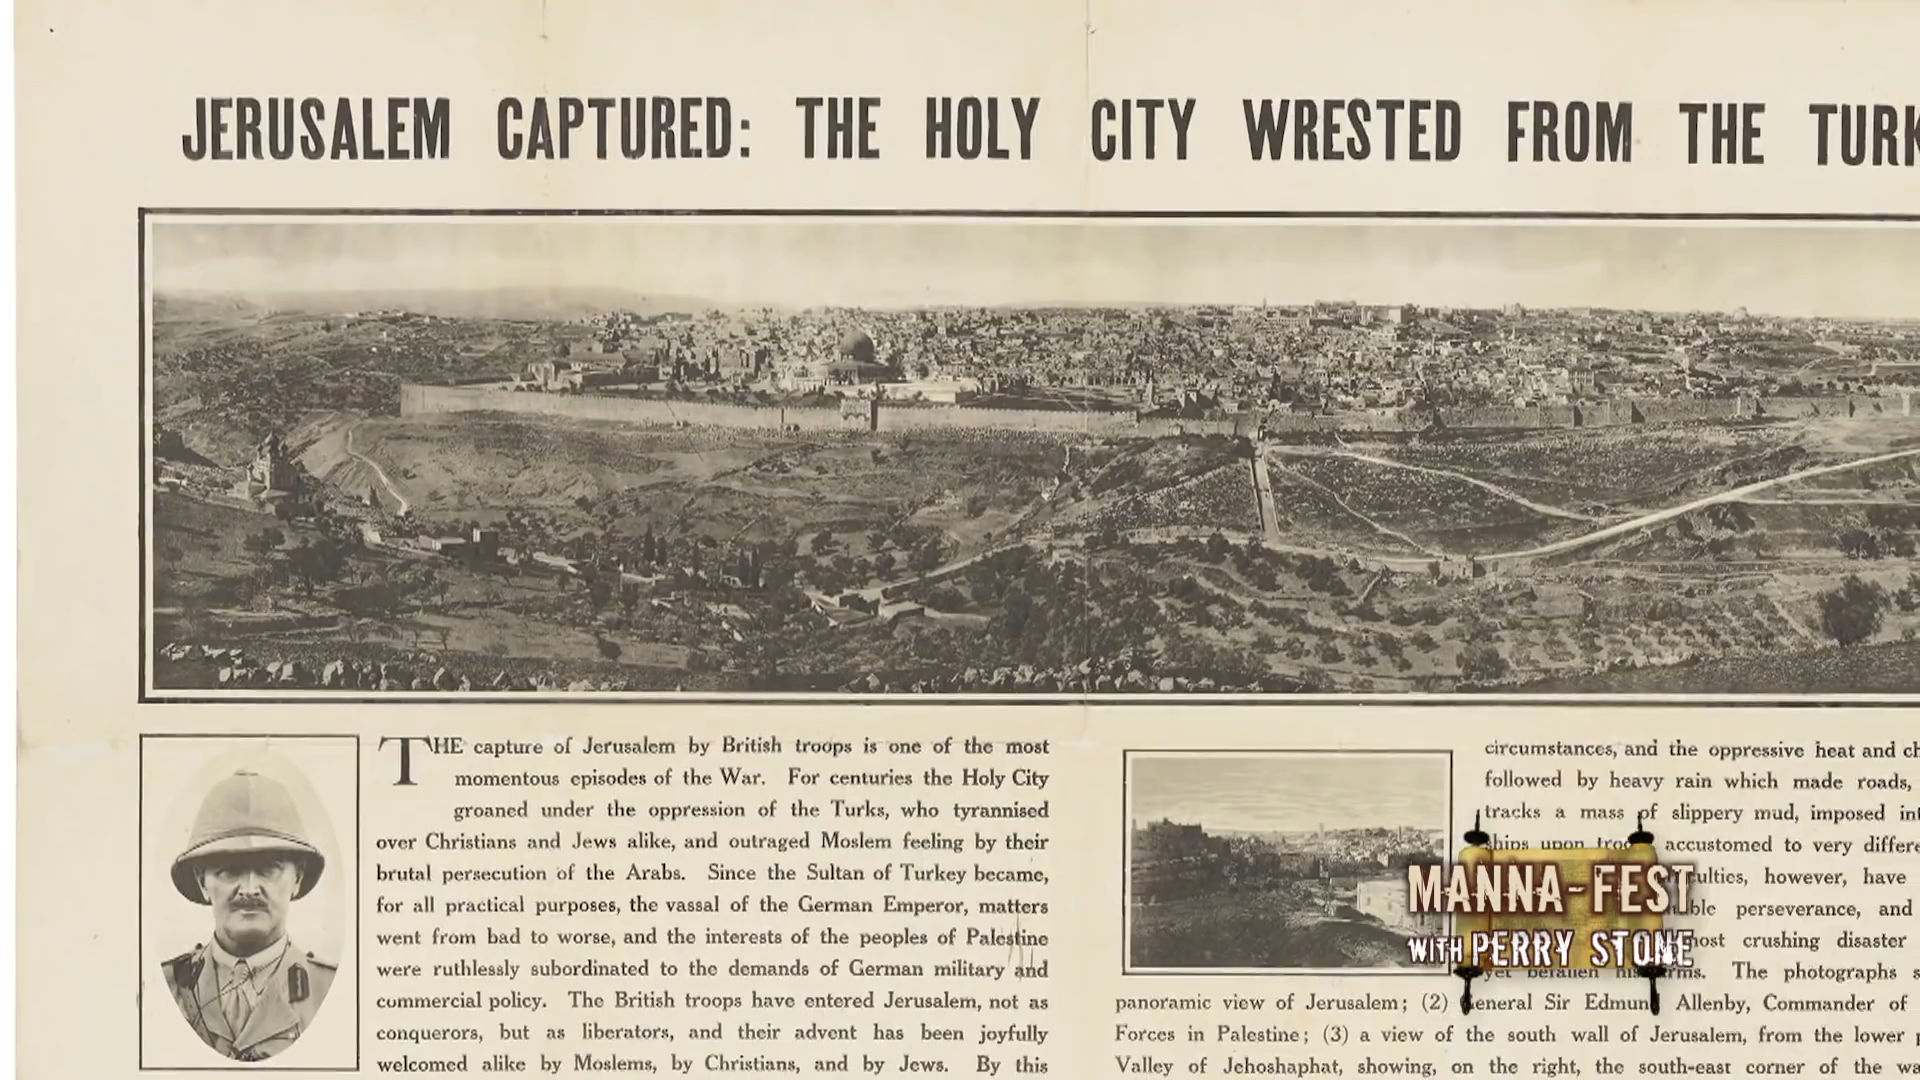 JERUSALEM CAPTURED: THE HOLY CITY WRESTED FROM THE TURK
THE capture of Jerusalem by British troops is one of the most
momentous episodes of the War. For centuries the Holy City
groaned under the oppression of the Turks, who tyrannised
over Christians and Jews alike, and outraged Moslem feeling by their
brutal persecution of the Arabs. Since the Sultan of Turkey became,
for all practical purposes, the vassal of the German Emperor, matters
went from bad to worse, and the interests of the peoples of Palestine
were ruthlessly subordinated to the demands of German military and
commercial policy. The British troops have entered Jerusalem, not as
conquerors, but as liberators, and their advent has been joyfully
welcomed alike by Moslems, by Christians, and by Jews. By this
circumstances, and the oppressive heat and
followed by heavy rain which made roads,
tracks a mass of slippery mud, imposed
ships upon accustomed to very
however, have
perseverance, and
most crushing disaster
yet befallen his arms. The photographs
panoramic view of Jerusalem; (2) General Sir Edmund Allenby, Commander of
Forces in Palestine; (3) a view of the south wall of Jerusalem, from the lower
Valley of Jehoshaphat, showing, on the right, the south-east corner of the
MANNA-FEST
WITH PERRY STONE